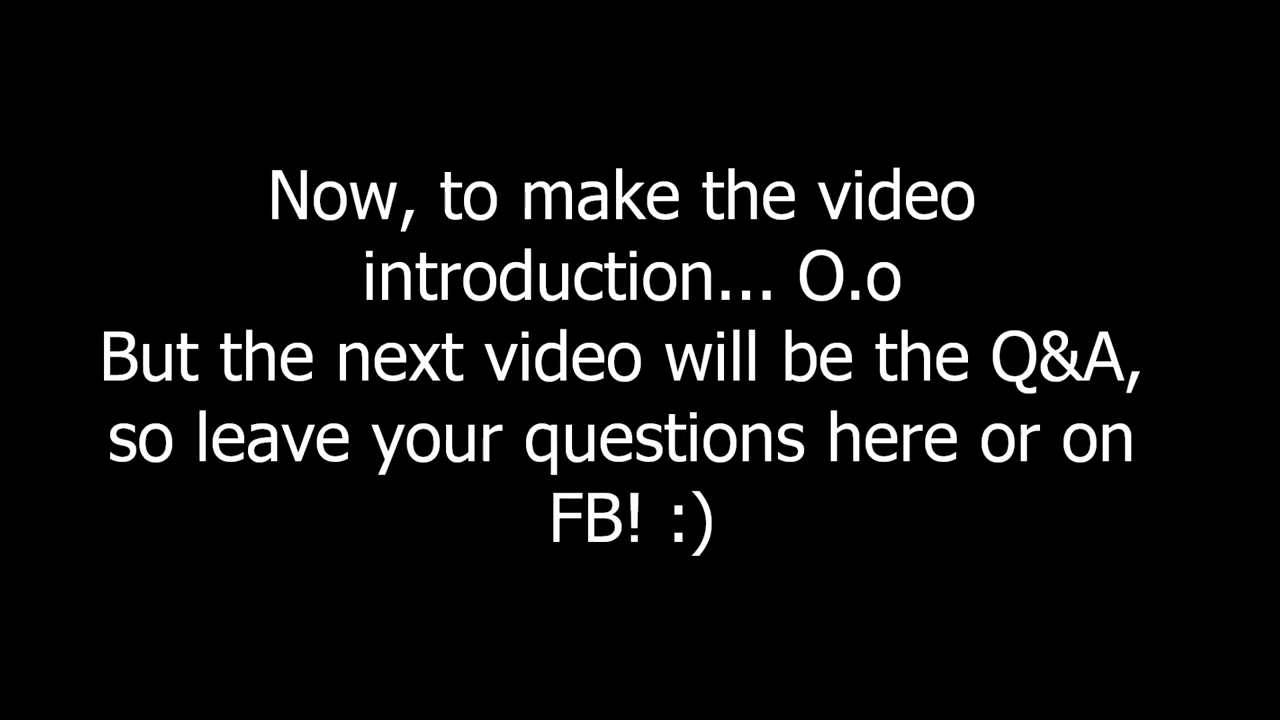 Now, to make the video
introduction... O.o
But the next video will be the Q&A,
so leave your questions here or on
FB! :)